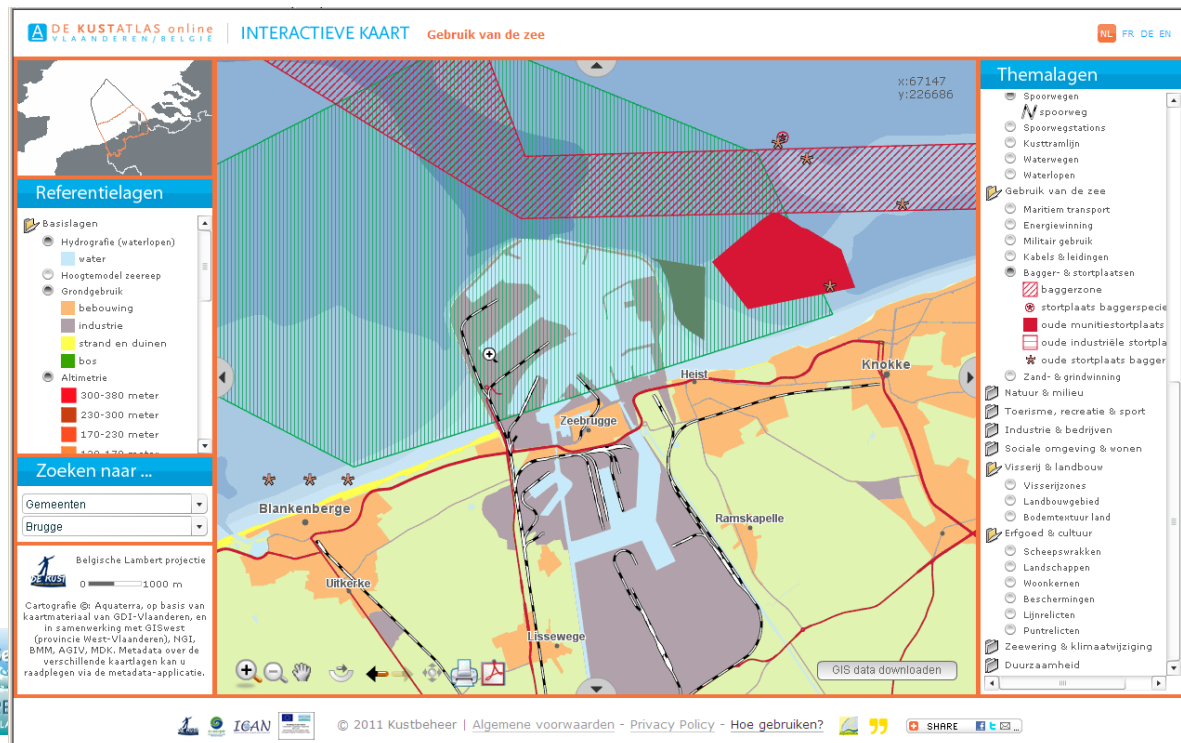 DE KUSTATLAS online
VLAANDEREN/BELGIË
INTERACTIEVE KAART
Gebruik van de zee
NL FR DE EN
Referentielagen
Basislagen
Hydrografie (waterlopen)
water
Hoogtemodel zeereep
Grondgebruik
bebouwing
industrie
strand en duinen
bos
Altimetrie
300-380 meter
230-300 meter
170-230 meter
Zoeken naar ...
Gemeenten
Brugge
DE KUST
Belgische Lambert projectie
0 1000 m
Cartografie ©: Aquaterra, op basis van
kaartmateriaal van GDI-Vlaanderen, en
in samenwerking met GISwest
(provincie West-Vlaanderen), NGI,
BMM, AGIV, MDK. Metadata over de
verschillende kaartlagen kan u
raadplegen via de metadata-applicatie.
x:67147
y:226686
Knokke
Heist
Zeebrugge
Blankenberge
Ramskapelle
Uitkerke
Lissewege
GIS data downloaden
Themalagen
Spoorwegen
spoorweg
Spoorwegstations
Kusttramlijn
Waterwegen
Waterlopen
Gebruik van de zee
Maritiem transport
Energiewinning
Militair gebruik
Kabels & leidingen
Bagger- & stortplaatsen
baggerzone
stortplaats baggerspecie
oude munitiestortplaats
oude industriële stortpla
oude stortplaats bagger
Zand- & grindwinning
Natuur & milieu
Toerisme, recreatie & sport
Industrie & bedrijven
Sociale omgeving & wonen
Visserij & landbouw
Visserijzones
Landbouwgebied
Bodemtextuur land
Erfgoed & cultuur
Scheepswrakken
Landschappen
Woonkernen
Beschermingen
Lijnrelicten
Puntrelicten
Zeewering & klimaatwijziging
Duurzaamheid
ICAN
© 2011 Kustbeheer | Algemene voorwaarden - Privacy Policy - Hoe gebruiken?
SHARE